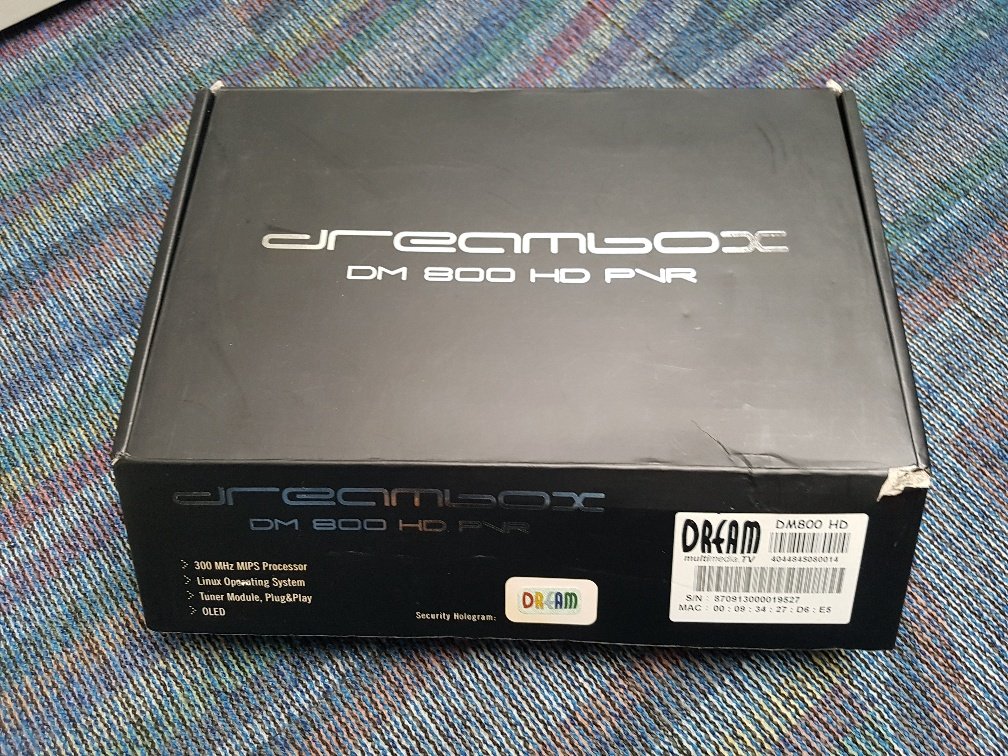 dreambox
DM 800 HD PVR
dreambox
DM 800 HD PVR
> 300 MHz MIPS Processor
> Linux Operating System
> Tuner Module, Plug&Play
> OLED
Security Hologram:
DREAM
DREAM
multimedia.TV
DM800 HD
4044845080014
S/N : 870913000019527
MAC : 00 : 09 : 34 : 27 : D6 : E5